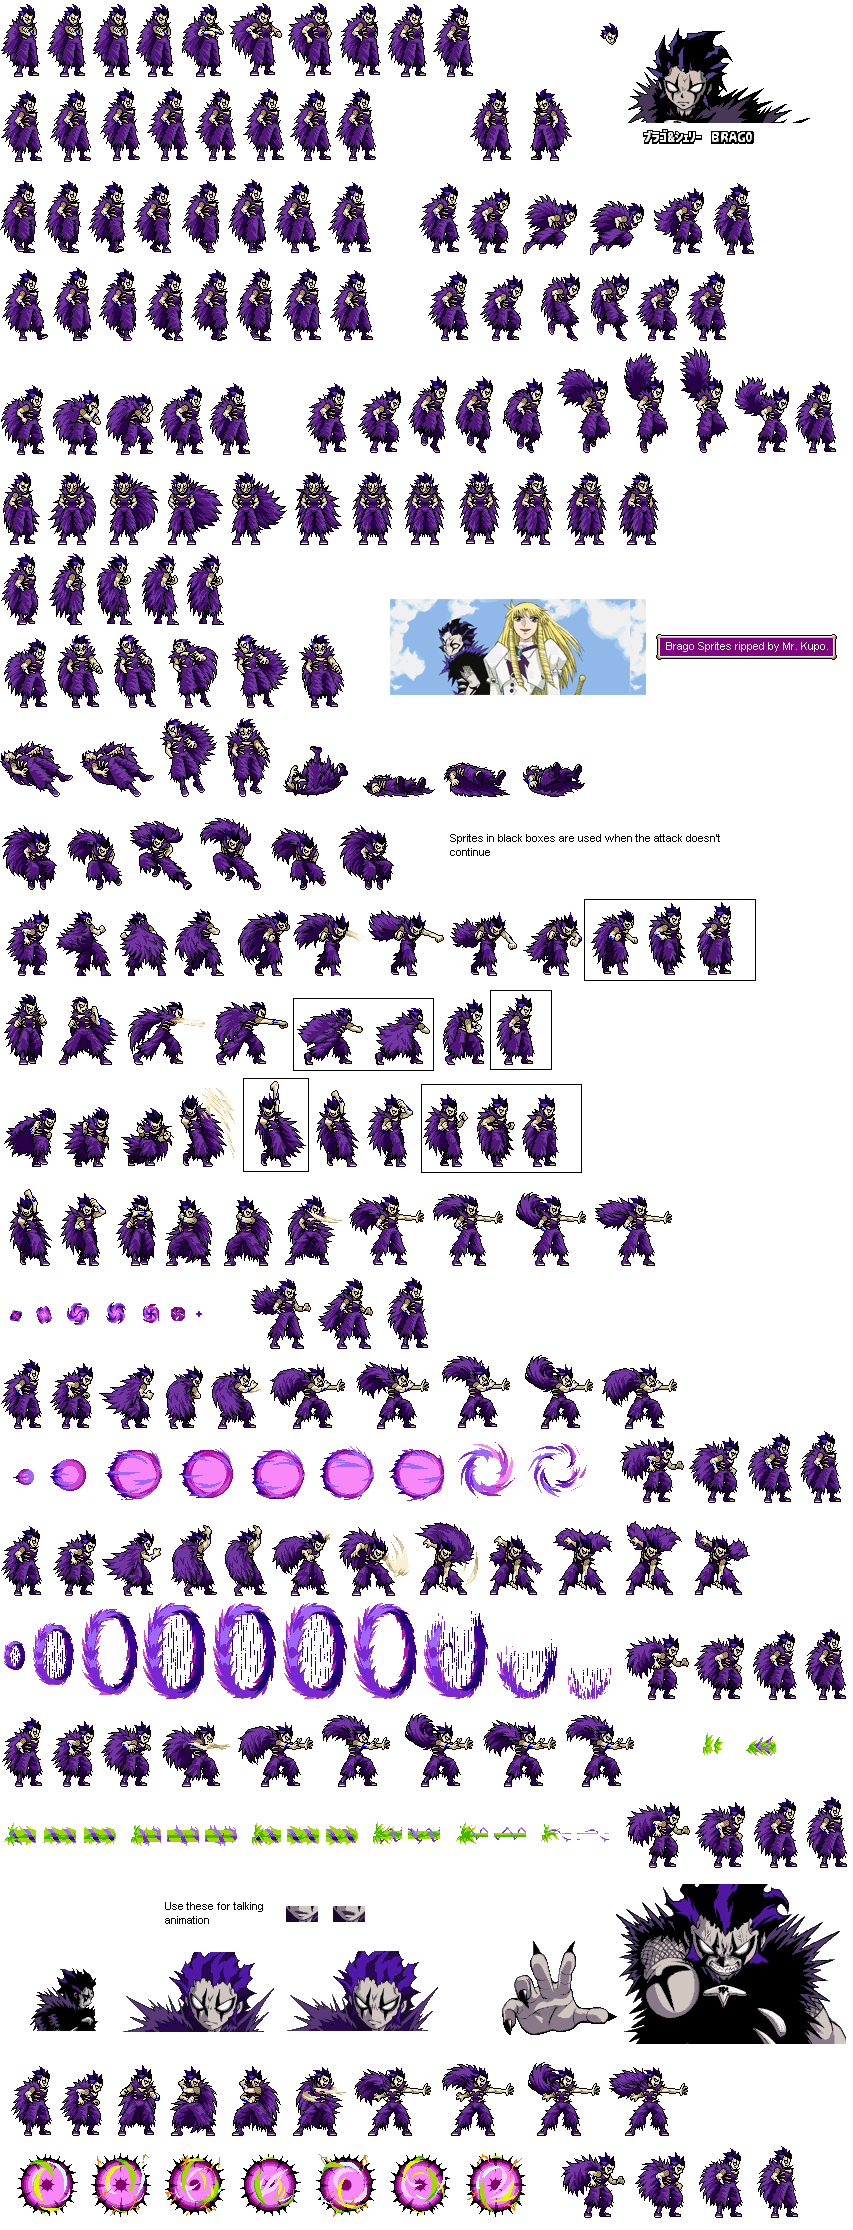 ブラゴ&シェリー BRAGO
Brago Sprites ripped by Mr. Kupo.
Sprites in black boxes are used when the attack doesn't
continue
Use these for talking
animation